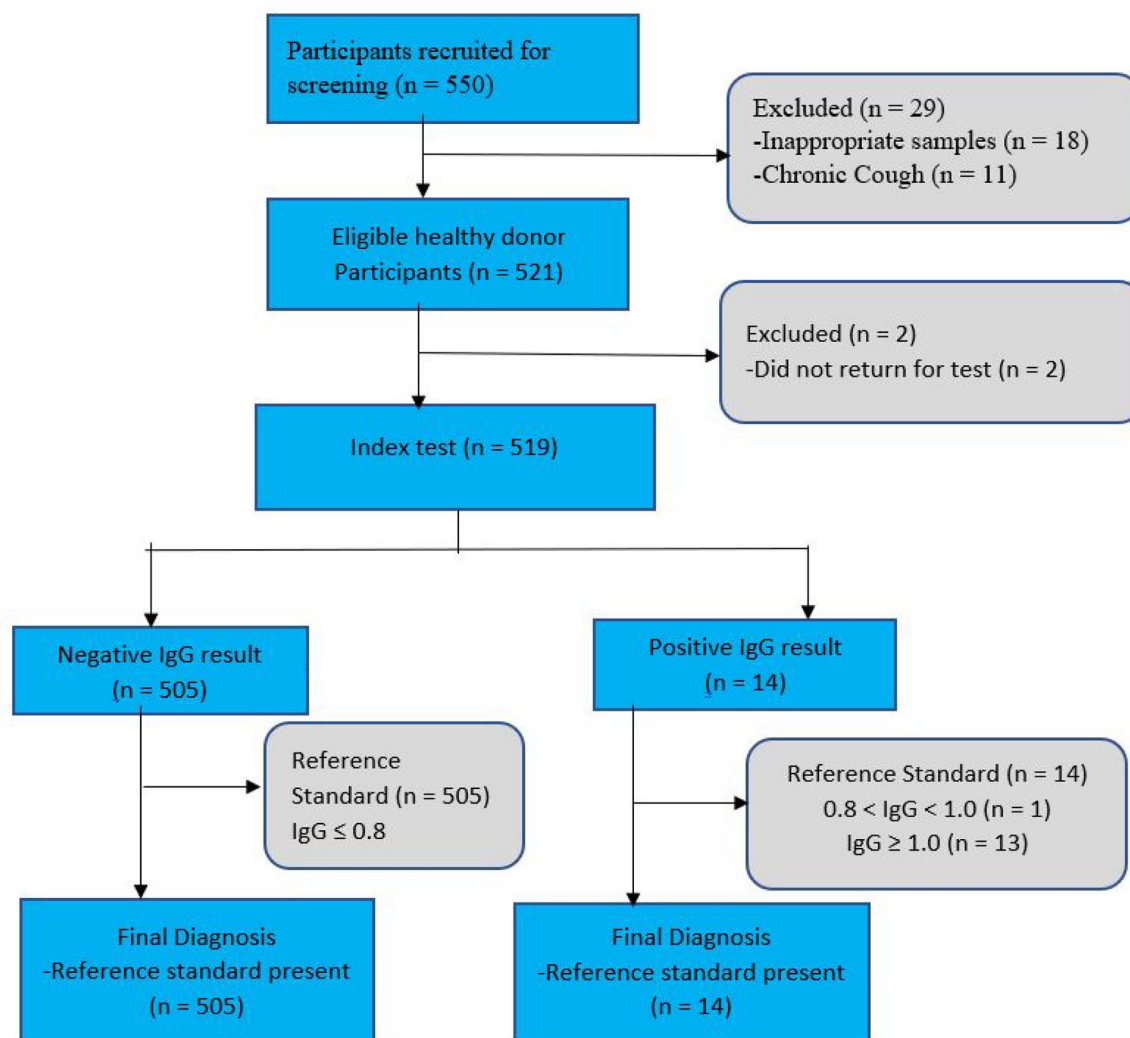 Participants recruited for
screening (n = 550)
Excluded (n = 29)
-Inappropriate samples (n = 18)
-Chronic Cough (n = 11)
Eligible healthy donor
Participants (n = 521)
Excluded (n = 2)
-Did not return for test (n = 2)
Index test (n = 519)
Negative IgG result
(n = 505)
Positive IgG result
(n = 14)
Reference
Standard (n = 505)
IgG ≤ 0.8
Reference Standard (n = 14)
0.8 < IgG < 1.0 (n = 1)
IgG ≥ 1.0 (n = 13)
Final Diagnosis
-Reference standard present
(n = 505)
Final Diagnosis
-Reference standard present
(n = 14)